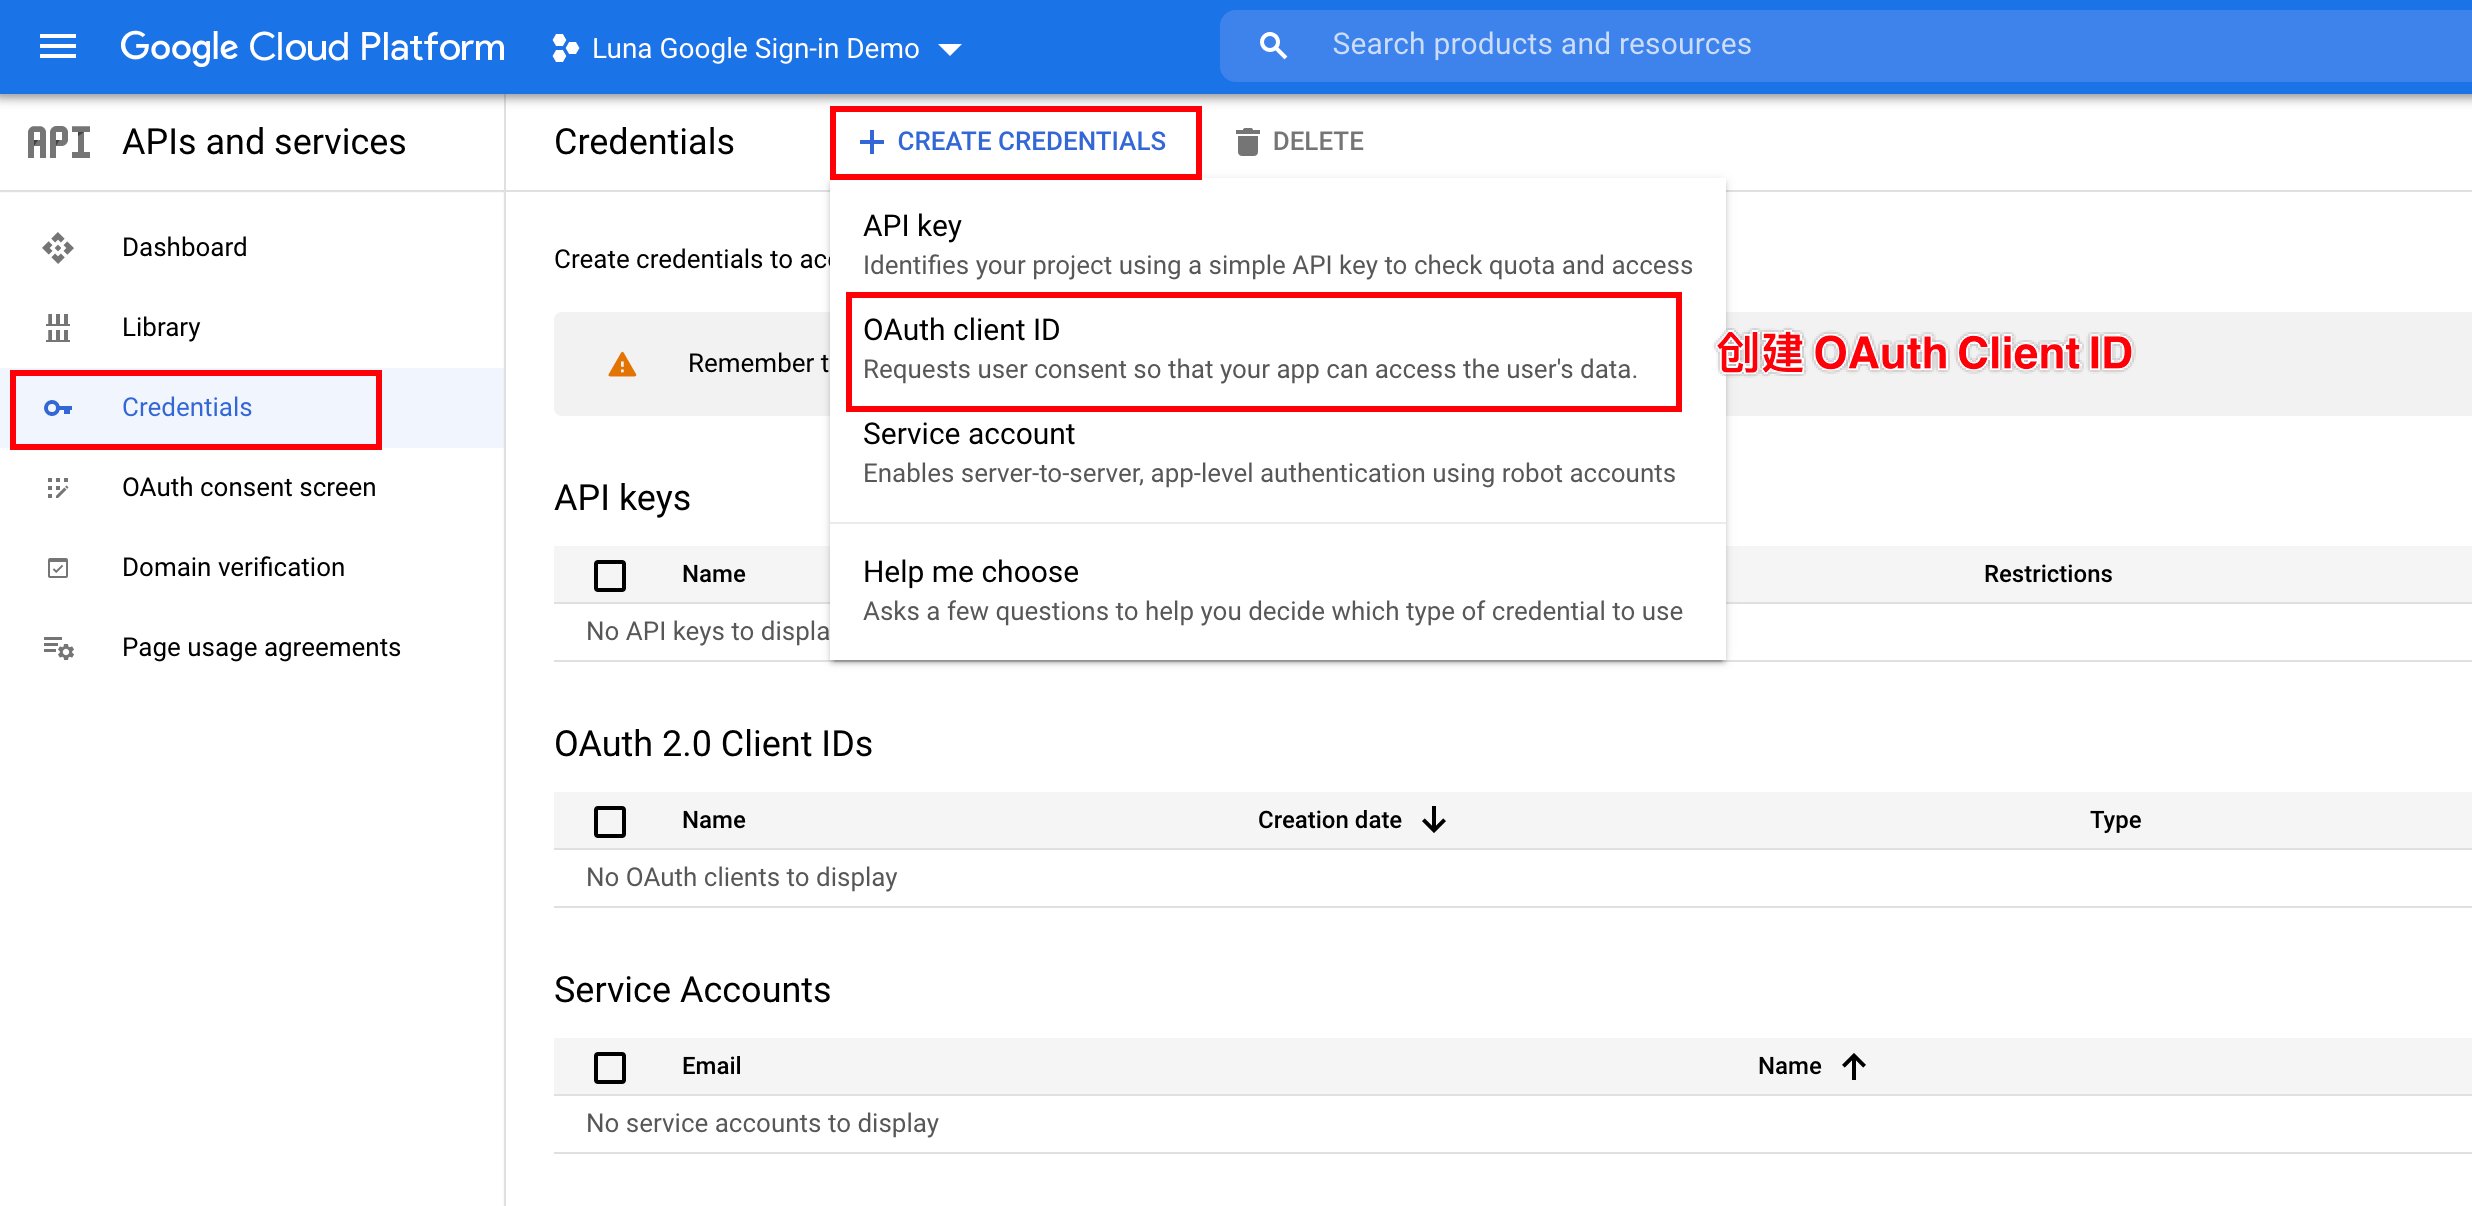 Google Cloud Platform
Luna Google Sign-in Demo
Search products and resources
API
APIs and services
Dashboard
Library
Credentials
OAuth consent screen
Domain verification
Page usage agreements
Credentials
CREATE CREDENTIALS
DELETE
API key
Identifies your project using a simple API key to check quota and access
OAuth client ID
Requests user consent so that your app can access the user's data.
Service account
Enables server-to-server, app-level authentication using robot accounts
Help me choose
Asks a few questions to help you decide which type of credential to use
创建 OAuth Client ID
Create credentials to
Remember
API keys
Name
Restrictions
No API keys to
OAuth 2.0 Client IDs
Name
Creation date
Type
No OAuth clients to display
Service Accounts
Email
Name
No service accounts to display